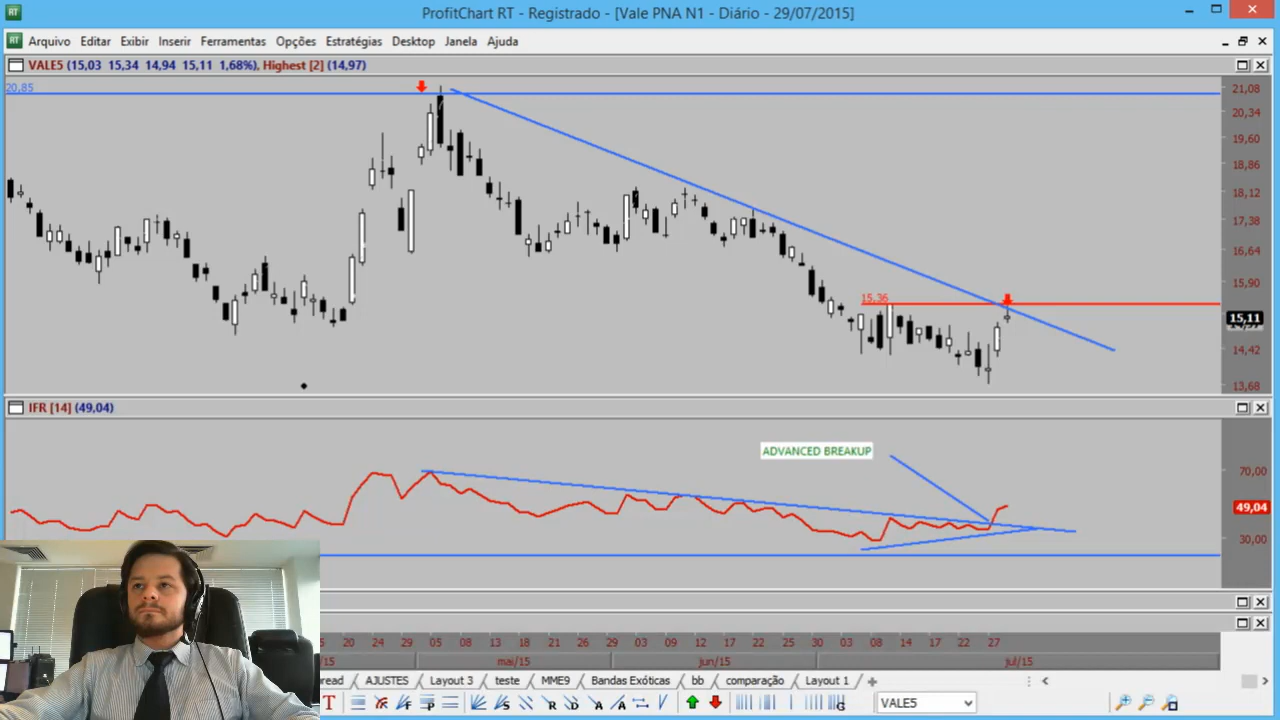 ProfitChart RT - Registrado - [Vale PNA N1 - Diário - 29/07/2015]
Arquivo Editar Exibir Inserir Ferramentas Opções Estratégias Desktop Janela Ajuda
VALE5 (15,03 15,34 14,94 15,11 1,68%), Highest [2] (14,97)
20,85
21,08
20,34
19,60
18,86
18,12
17,38
16,64
15,90
15,36
15,11
14,42
13,68
IFR [14] (49,04)
ADVANCED BREAKUP
70,00
49,04
30,00
20 24 29 05 08 13 18 21 26 29 03 09 12 17 22 25 30 03 08 14 17 22 27
/15 mai/15 jun/15 jul/15
read AJUSTES Layout 3 teste MME9 Bandas Exóticas bb comparação Layout 1
VALE5